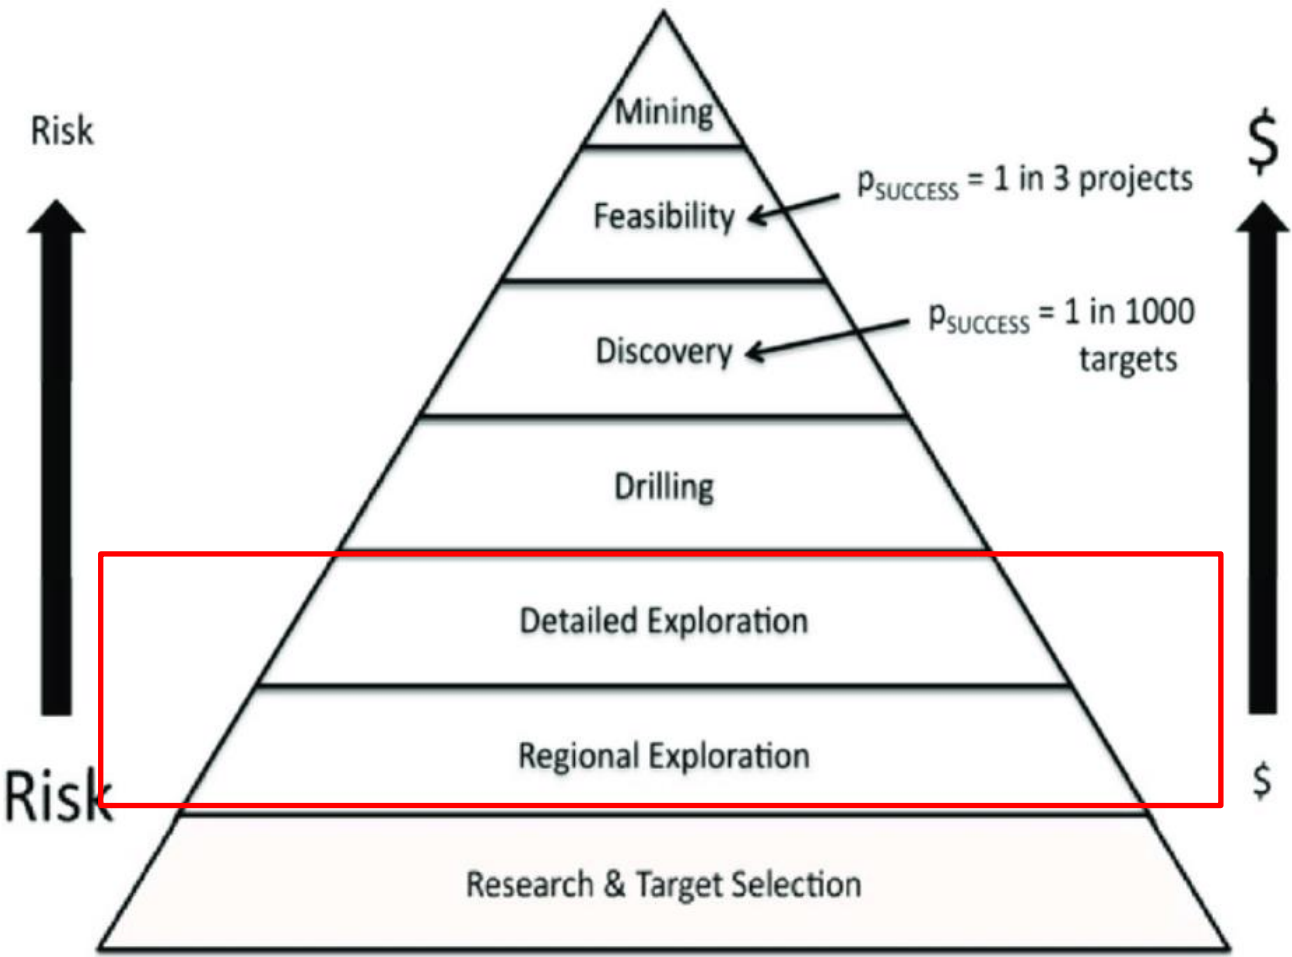 Risk
Mining
$
pSUCCESS = 1 in 3 projects
Feasibility
pSUCCESS = 1 in 1000
targets
Discovery
Drilling
Detailed Exploration
Regional Exploration
Risk
$
Research & Target Selection